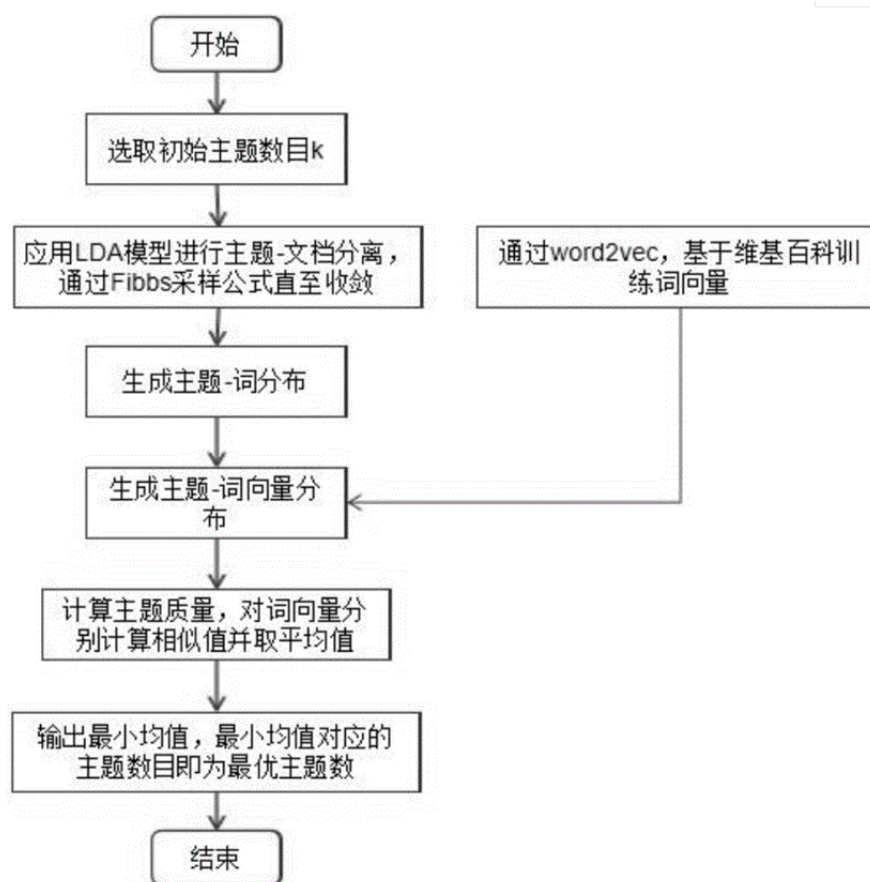 开始
选取初始主题数目k
应用LDA模型进行主题-文档分离，
通过Fibbs采样公式直至收敛
通过word2vec，基于维基百科训
练词向量
生成主题-词分布
生成主题-词向量分
布
计算主题质量，对词向量分
别计算相似值并取平均值
输出最小均值，最小均值对应的
主题数目即为最优主题数
结束